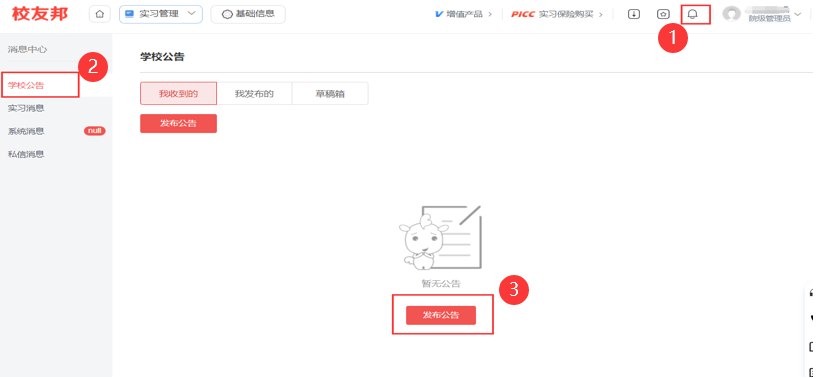 校友邦
实习管理
基础信息
增值产品
PICC 实习保险购买
院级管理员
1
消息中心
2
学校公告
学校公告
实习消息
系统消息 null
私信消息
我收到的 我发布的 草稿箱
发布公告
暂无公告
3
发布公告